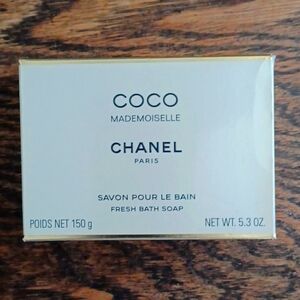 COCO
MADEMOISELLE
CHANEL
PARIS
SAVON POUR LE BAIN
FRESH BATH SOAP
POIDS NET 150 g NET WT. 5.3 OZ.